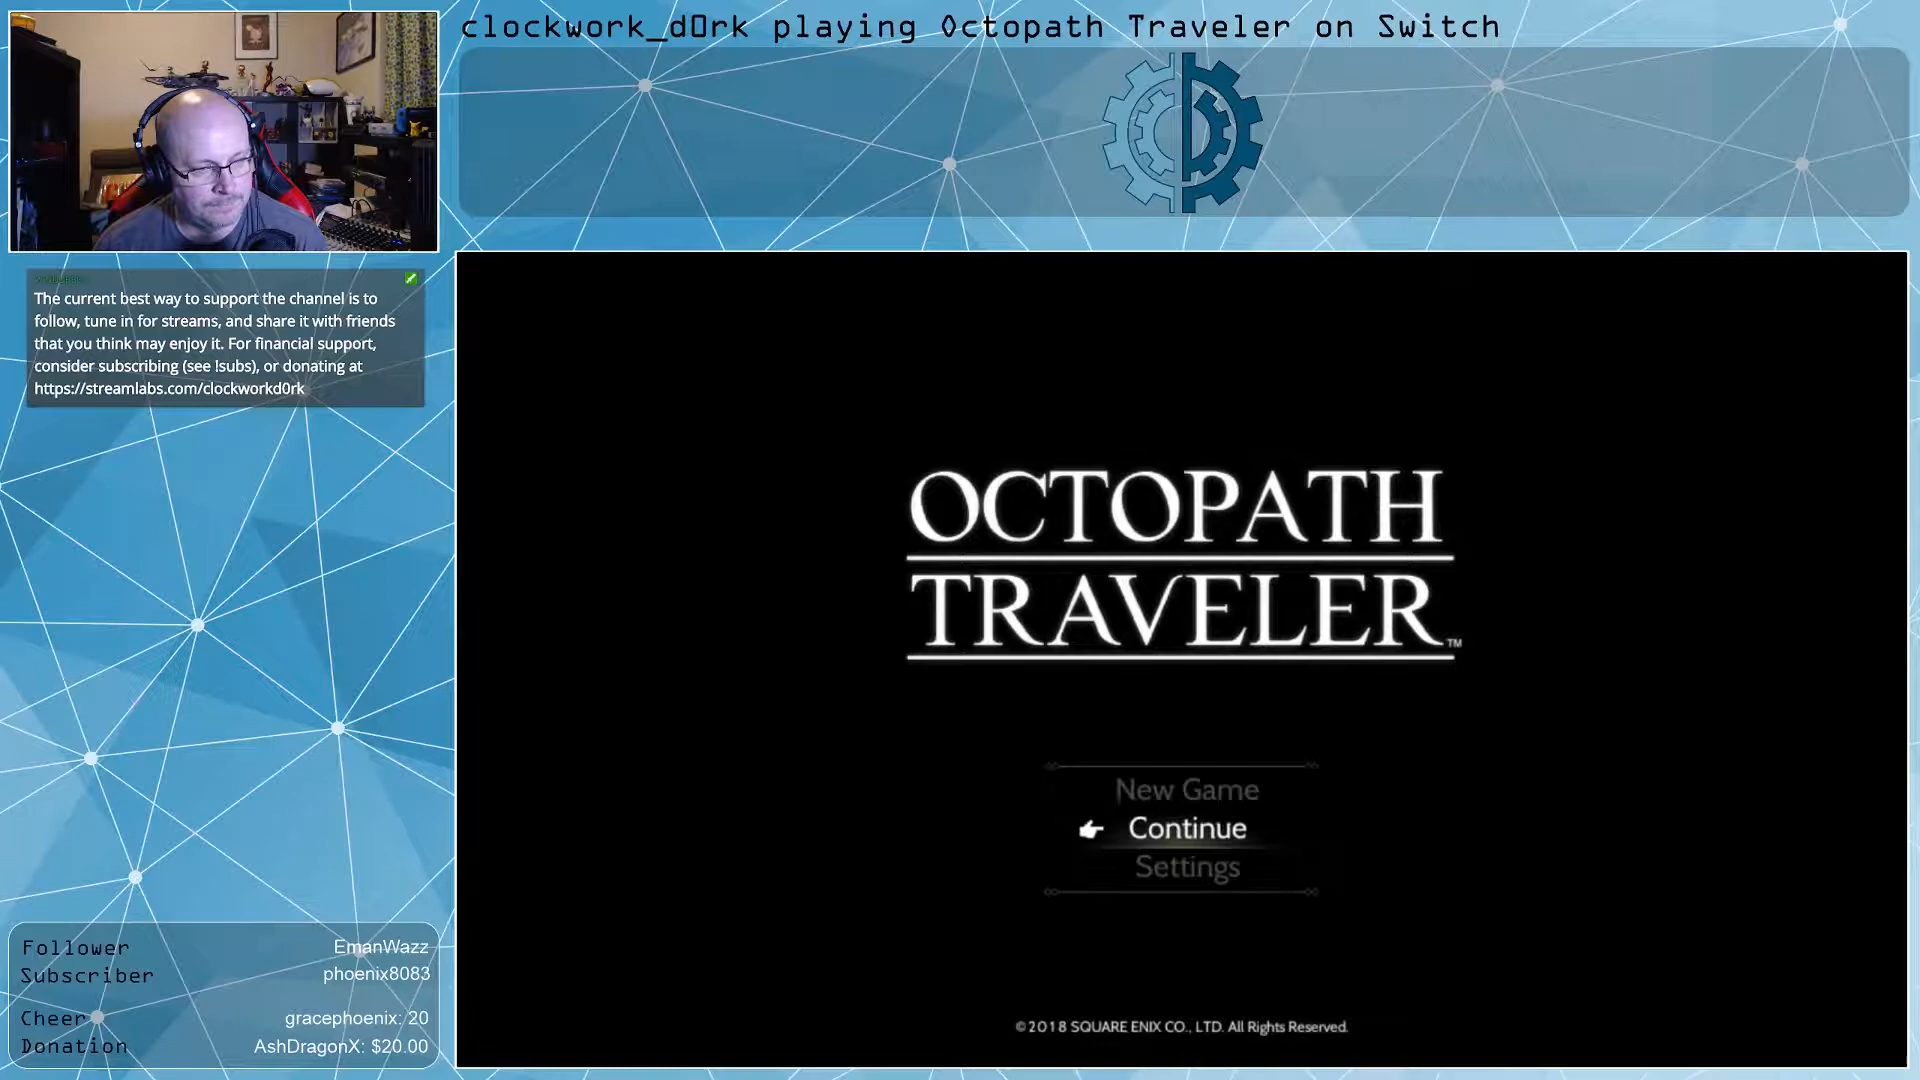 clockwork_d0rk playing Octopath Traveler on Switch
The current best way to support the channel is to
follow, tune in for streams, and share it with friends
that you think may enjoy it. For financial support,
consider subscribing (see !subs), or donating at
https://streamlabs.com/clockworkd0rk
OCTOPATH
TRAVELER™
New Game
Continue
Settings
©2018 SQUARE ENIX CO., LTD. All Rights Reserved.
Follower EmanWazz
Subscriber phoenix8083
Cheer gracephoenix: 20
Donation AshDragonX: $20.00